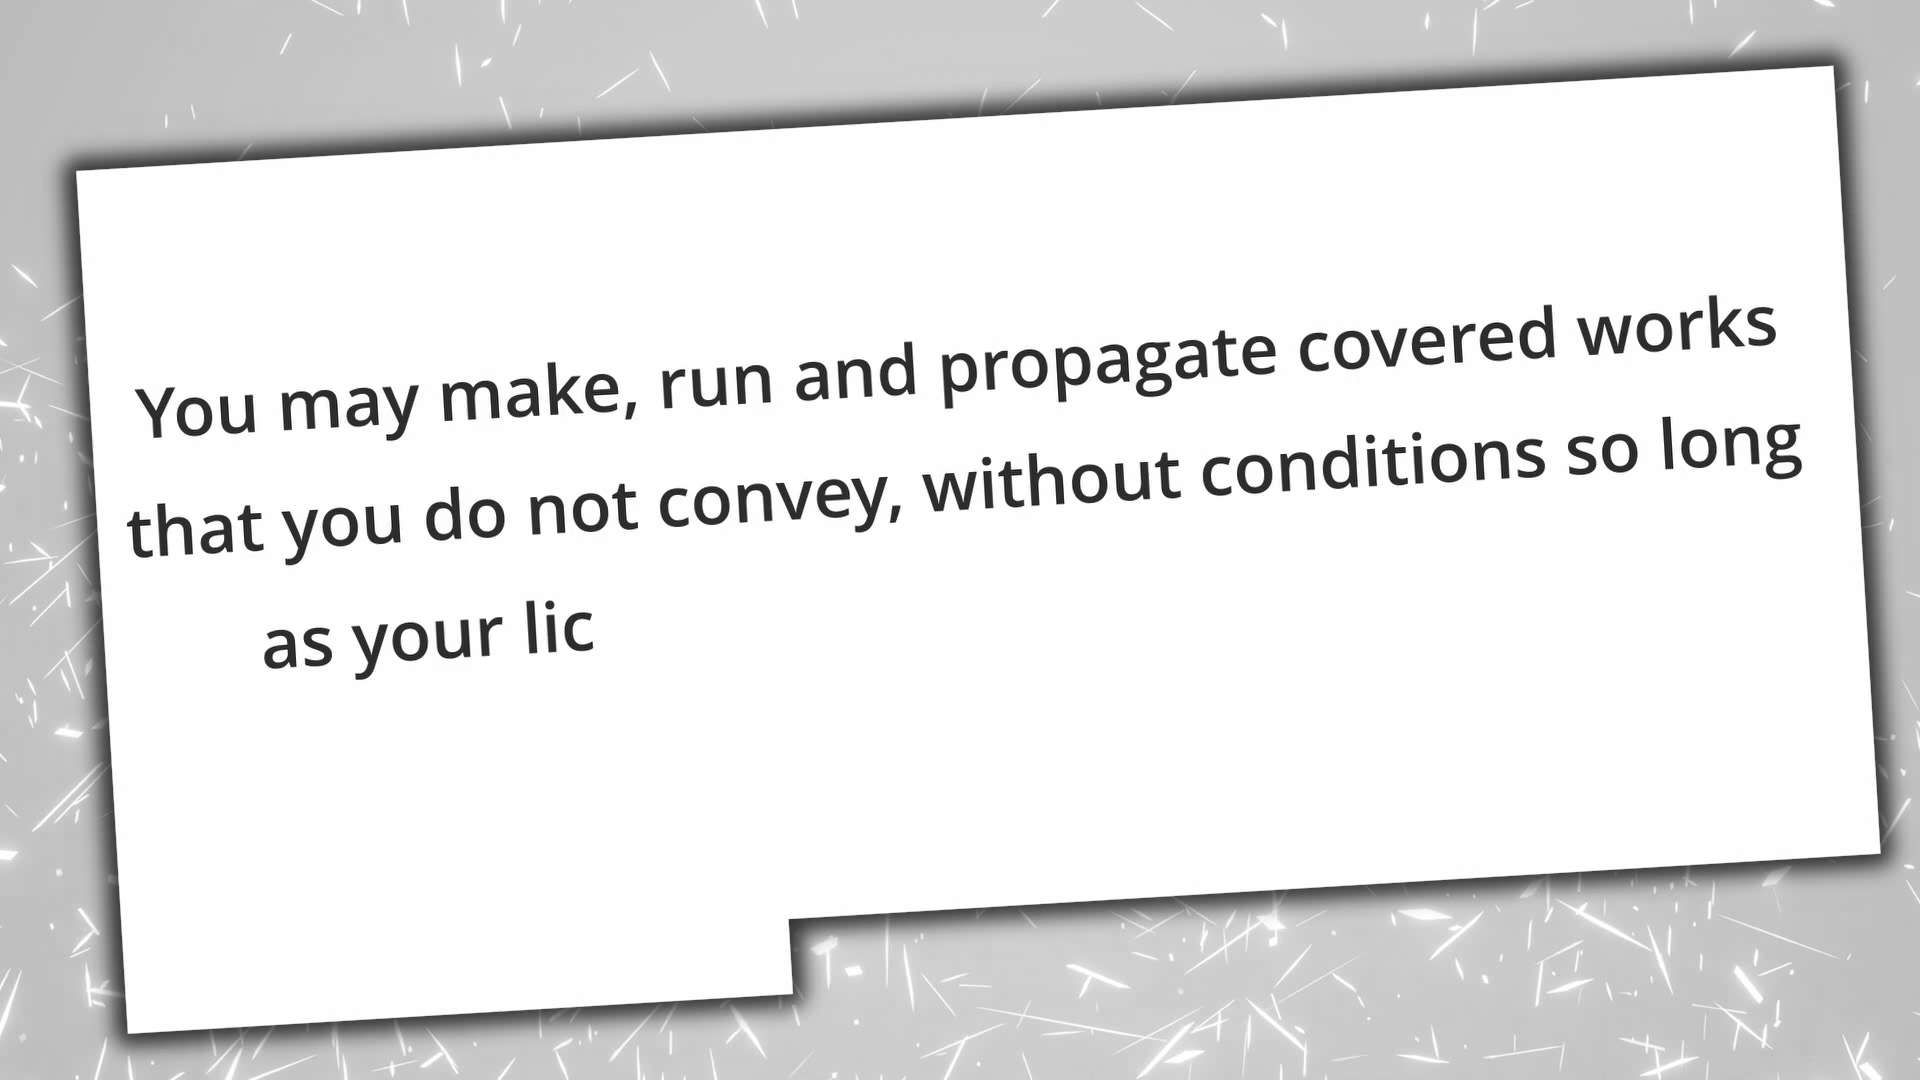 You may make, run and propagate covered works
that you do not convey, without conditions so long
as your lic